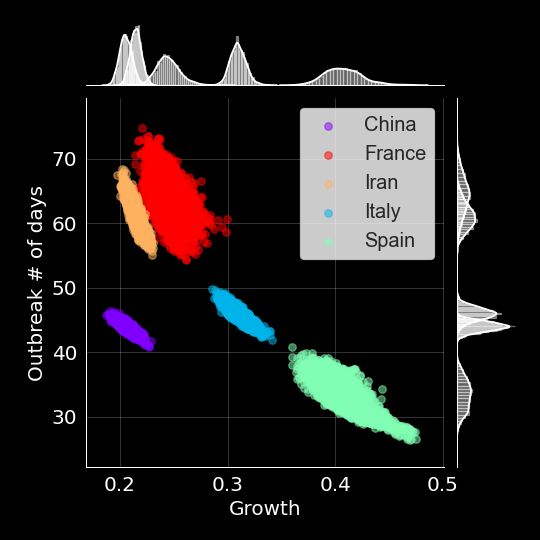 China
France
Iran
Italy
Spain
Outbreak # of days
70
60
50
40
30
0.2
0.3
0.4
0.5
Growth